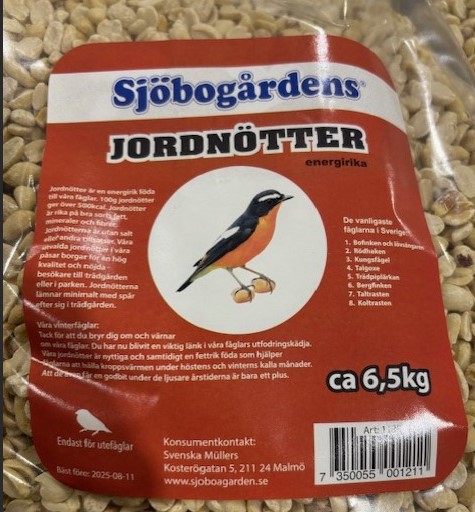 Sjöbogårdens®
JORDNÖTTER
energirika
Jordnötter är en energirik föda
till våra fåglar. 100g jordnötter
ger över 500kcal. Jordnötter
är rika på bra sorts fett,
mineraler och fibrer.
Jordnötterna är utan salt
eller andra tillsatser. Våra
utvalda jordnötter i våra
påsar borgar för en hög
kvalitet och nöjda
besökare till trädgården
eller i parken. Jordnötterna
lämnar minimalt med spår
efter sig i trädgården.
De vanligaste
fåglarna i Sverige:
1. Bofinken och lövsångaren
2. Rödhaken
3. Kungsfågel
4. Talgoxe
5. Trädpiplärkan
6. Bergfinken
7. Taltrasten
8. Koltrasten
Våra vinterfåglar:
Tack för att du bryr dig om och värnar
om våra fåglar. Du har nu blivit en viktig länk i våra fåglars utfodringskädja.
Våra jordnötter är nyttiga och samtidigt en fettrik föda som hjälper
fåglarna att hålla kroppsvärmen under höstens och vinterns kalla månader.
Att de även får en godbit under de ljusare årstiderna är bara ett plus.
ca 6,5kg
Endast för utefåglar
Bäst före: 2025-08-11
Konsumentkontakt:
Svenska Müllers
Kosterögatan 5, 211 24 Malmö
www.sjoboagarden.se
Art:
7 350055 001211